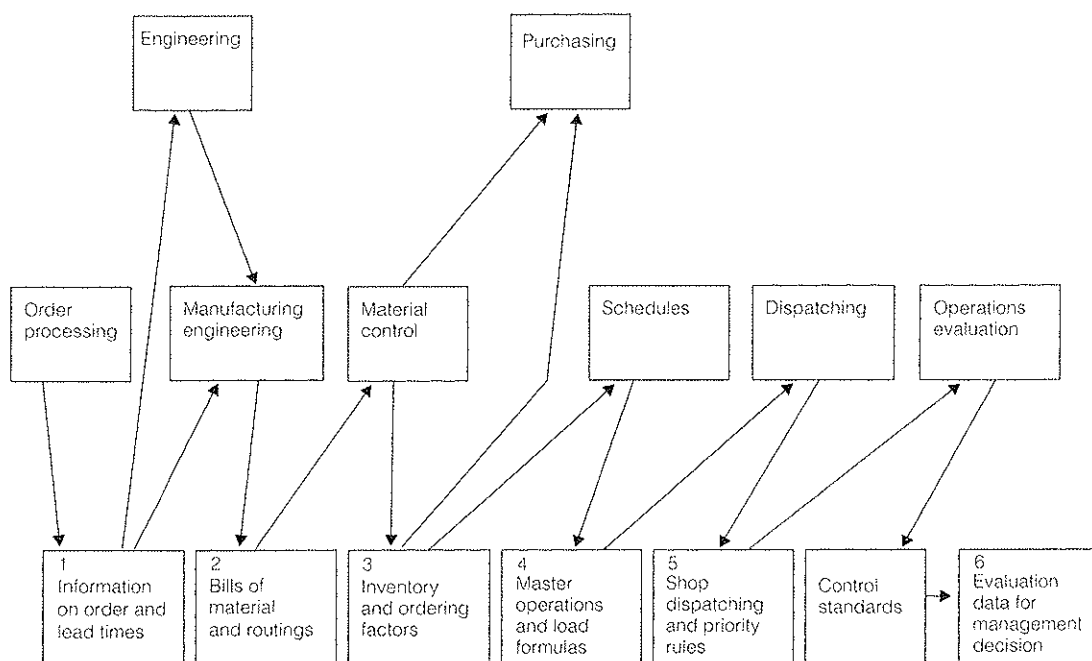 Engineering
Purchasing
Order
processing
Manufacturing
engineering
Material
control
Schedules
Dispatching
Operations
evaluation
1
Information
on order and
lead times
2
Bills of
material
and routings
3
Inventory
and ordering
factors
4
Master
operations
and load
formulas
5
Shop
dispatching
and priority
rules
Control
standards
6
Evaluation
data for
management
decision